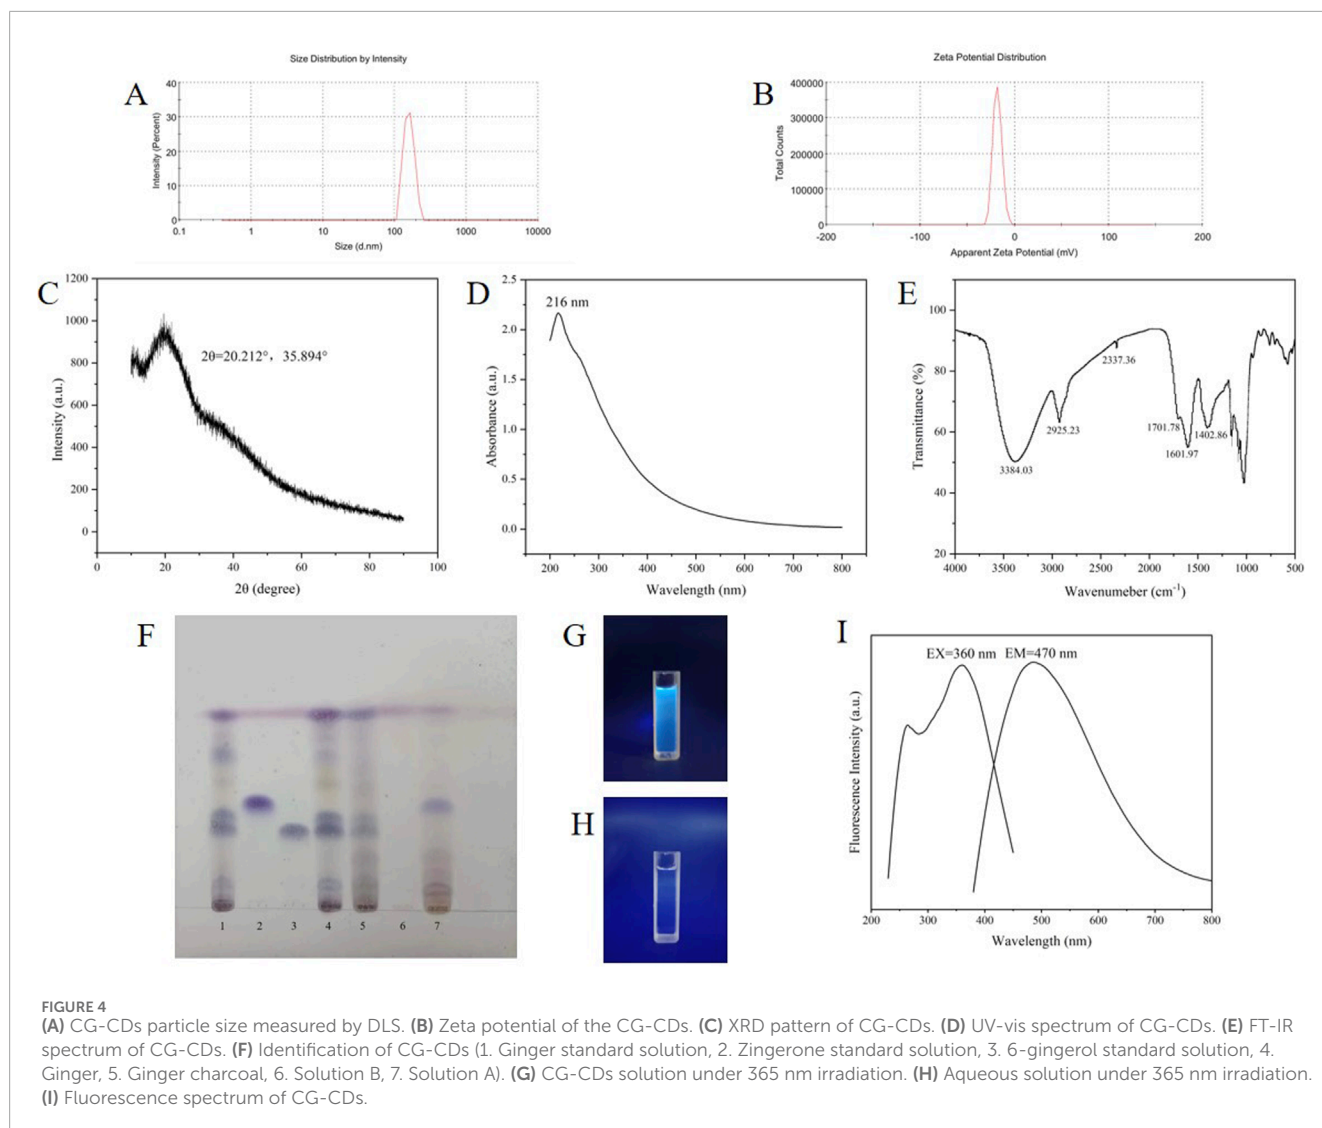 Size Distribution by Intensity
A
Intensity (Percent)
40
30
20
10
0
0.1 1 10 100 1000 10000
Size (d.nm)
Zeta Potential Distribution
B
Total Counts
400000
300000
200000
100000
0
-200 -100 0 100 200
Apparent Zeta Potential (mV)
C
Intensity (a.u.)
1200
1000
800
600
400
200
0
2θ=20.212°, 35.894°
0 20 40 60 80 100
2θ (degree)
D
Absorbance (a.u.)
2.5
2.0
1.5
1.0
0.5
0.0
216 nm
200 300 400 500 600 700 800
Wavelength (nm)
E
Transmittance (%)
100
80
60
40
20
2337.36
2925.23
1701.78
1402.86
1601.97
3384.03
4000 3500 3000 2500 2000 1500 1000 500
Wavenumeber (cm⁻¹)
F
1 2 3 4 5 6 7
G
H
I
Fluorescence Intensity (a.u.)
EX=360 nm EM=470 nm
200 300 400 500 600 700 800
Wavelength (nm)
FIGURE 4
(A) CG-CDs particle size measured by DLS. (B) Zeta potential of the CG-CDs. (C) XRD pattern of CG-CDs. (D) UV-vis spectrum of CG-CDs. (E) FT-IR
spectrum of CG-CDs. (F) Identification of CG-CDs (1. Ginger standard solution, 2. Zingerone standard solution, 3. 6-gingerol standard solution, 4.
Ginger, 5. Ginger charcoal, 6. Solution B, 7. Solution A). (G) CG-CDs solution under 365 nm irradiation. (H) Aqueous solution under 365 nm irradiation.
(I) Fluorescence spectrum of CG-CDs.